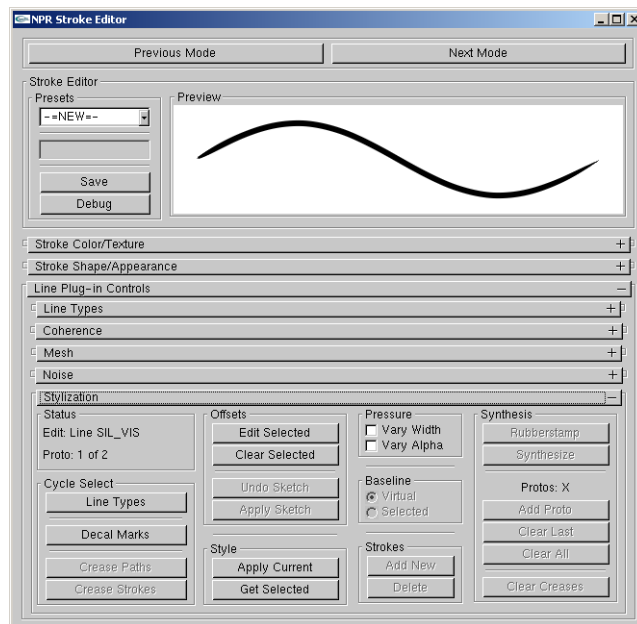 NPR Stroke Editor
Previous Mode
Next Mode
Stroke Editor
Presets
-=NEW=-
Save
Debug
Preview
Stroke Color/Texture
Stroke Shape/Appearance
Line Plug-in Controls
Line Types
Coherence
Mesh
Noise
Stylization
Status
Edit: Line SIL_VIS
Proto: 1 of 2
Cycle Select
Line Types
Decal Marks
Crease Paths
Crease Strokes
Offsets
Edit Selected
Clear Selected
Undo Sketch
Apply Sketch
Style
Apply Current
Get Selected
Pressure
Vary Width
Vary Alpha
Baseline
Virtual
Selected
Strokes
Add New
Delete
Synthesis
Rubberstamp
Synthesize
Protos: X
Add Proto
Clear Last
Clear All
Clear Creases